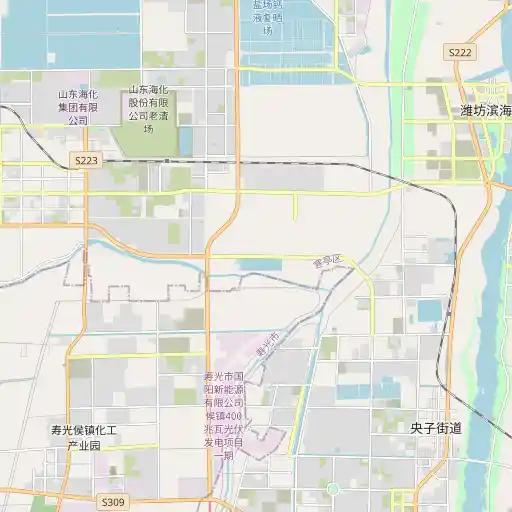 盐场钙
液复晒
场
S222
山东海化
集团有限
公司
山东海化
股份有限
公司老渣
场
潍坊滨海
S223
寒亭区
寿光市
寿光市国
阳新能源
有限公司
侯镇400
兆瓦光伏
发电项目
一期
寿光侯镇化工
产业园
央子街道
S309